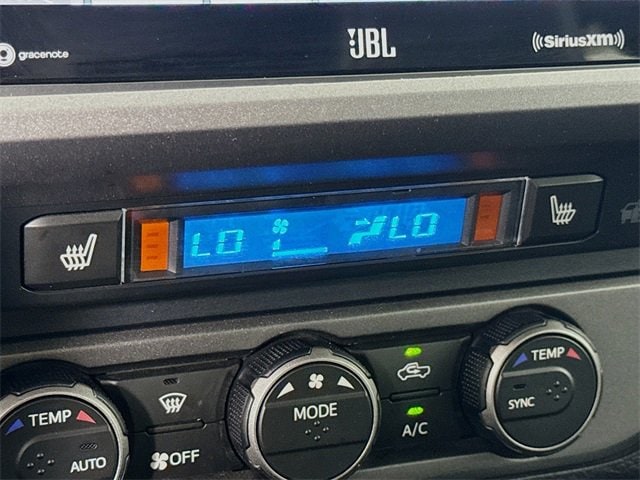 gracenote
JBL
((SiriusXM))
LO
LO
TEMP
AUTO
OFF
MODE
A/C
TEMP
SYNC